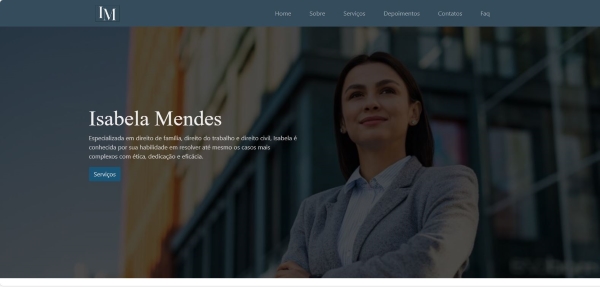 IM
Home Sobre Serviços Depoimentos Contatos Faq
Isabela Mendes
Especializada em direito de família, direito do trabalho e direito civil, Isabela é
conhecida por sua habilidade em resolver até mesmo os casos mais
complexos com ética, dedicação e eficácia.
Serviços